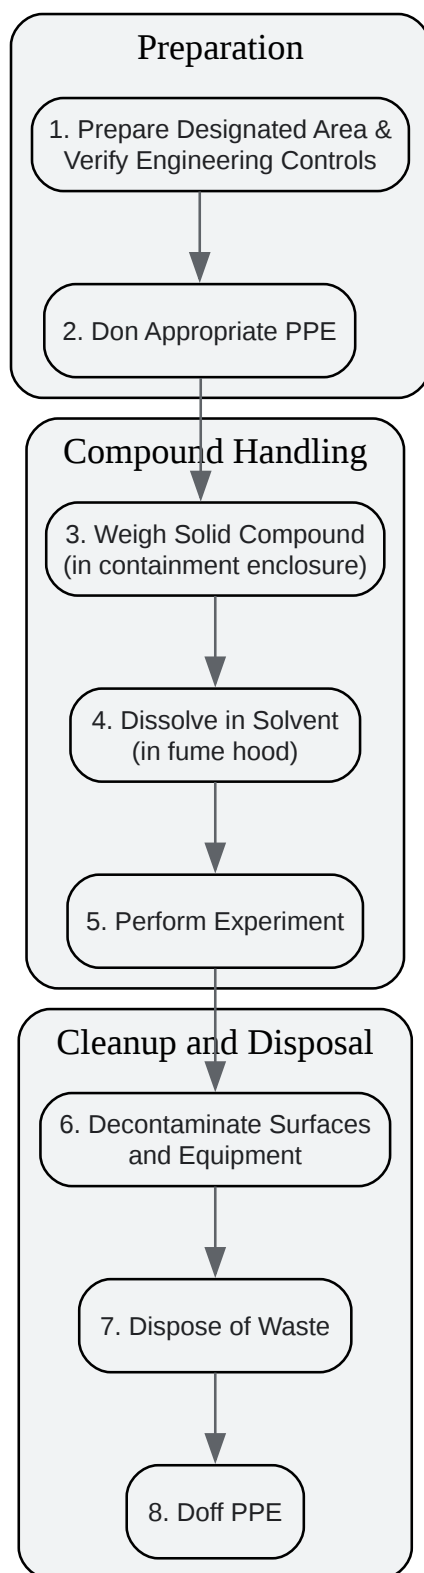 Preparation
1. Prepare Designated Area &
Verify Engineering Controls
2. Don Appropriate PPE
Compound Handling
3. Weigh Solid Compound
(in containment enclosure)
4. Dissolve in Solvent
(in fume hood)
5. Perform Experiment
Cleanup and Disposal
6. Decontaminate Surfaces
and Equipment
7. Dispose of Waste
8. Doff PPE